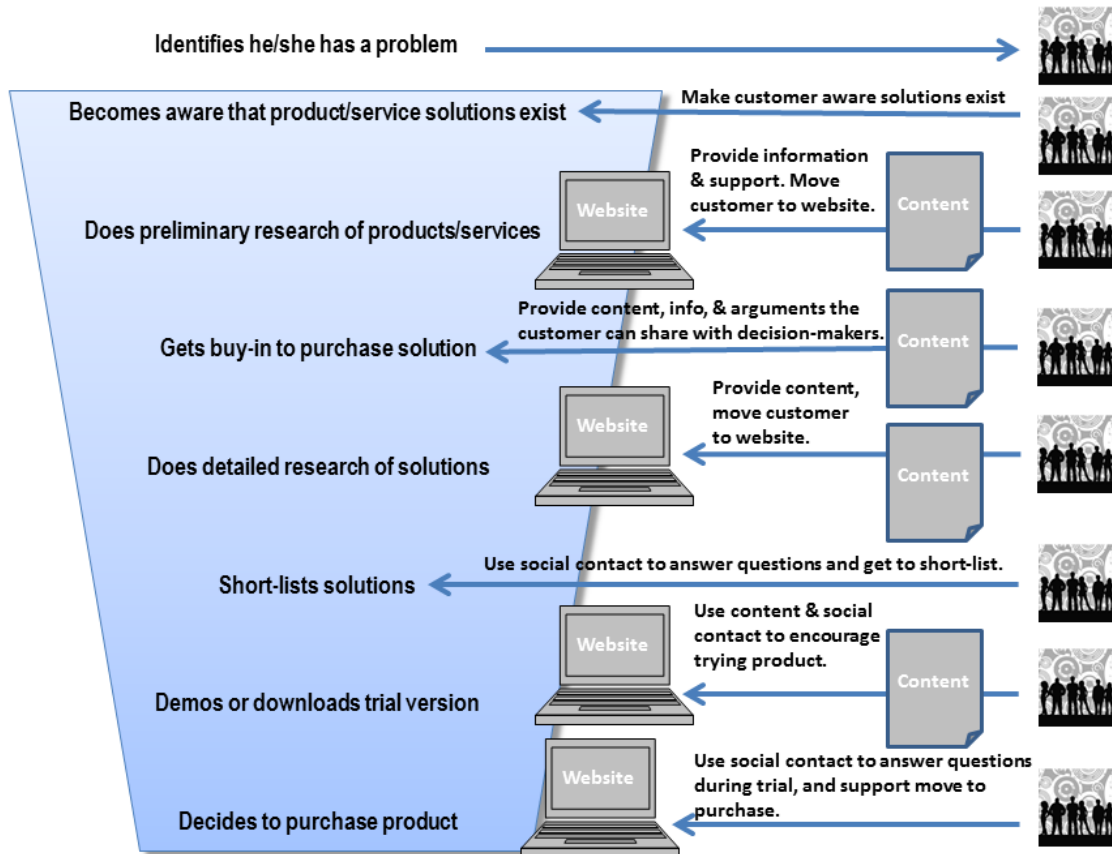 Identifies he/she has a problem
Becomes aware that product/service solutions exist
Make customer aware solutions exist
Provide information
& support. Move
customer to website.
Website
Content
Does preliminary research of products/services
Provide content, info, & arguments the
customer can share with decision-makers.
Content
Gets buy-in to purchase solution
Provide content,
move customer
to website.
Website
Content
Does detailed research of solutions
Use social contact to answer questions and get to short-list.
Short-lists solutions
Use content & social
contact to encourage
trying product.
Website
Content
Demos or downloads trial version
Use social contact to answer questions
during trial, and support move to
purchase.
Website
Decides to purchase product